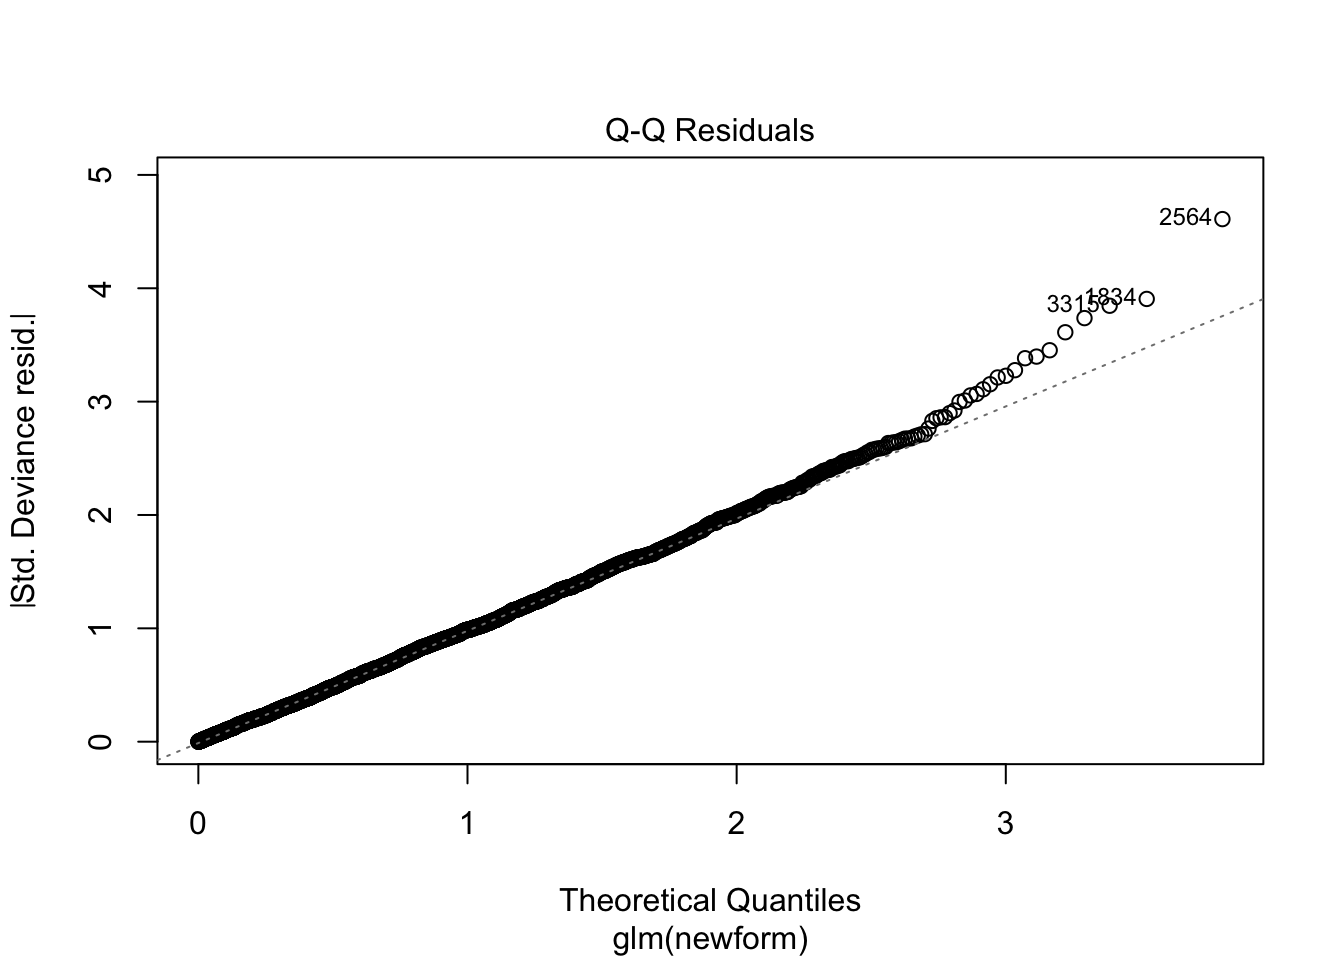 Q-Q Residuals
5
4
3
2
1
0
|Std. Deviance resid.|
2564
1834
3315
0 1 2 3
Theoretical Quantiles
glm(newform)